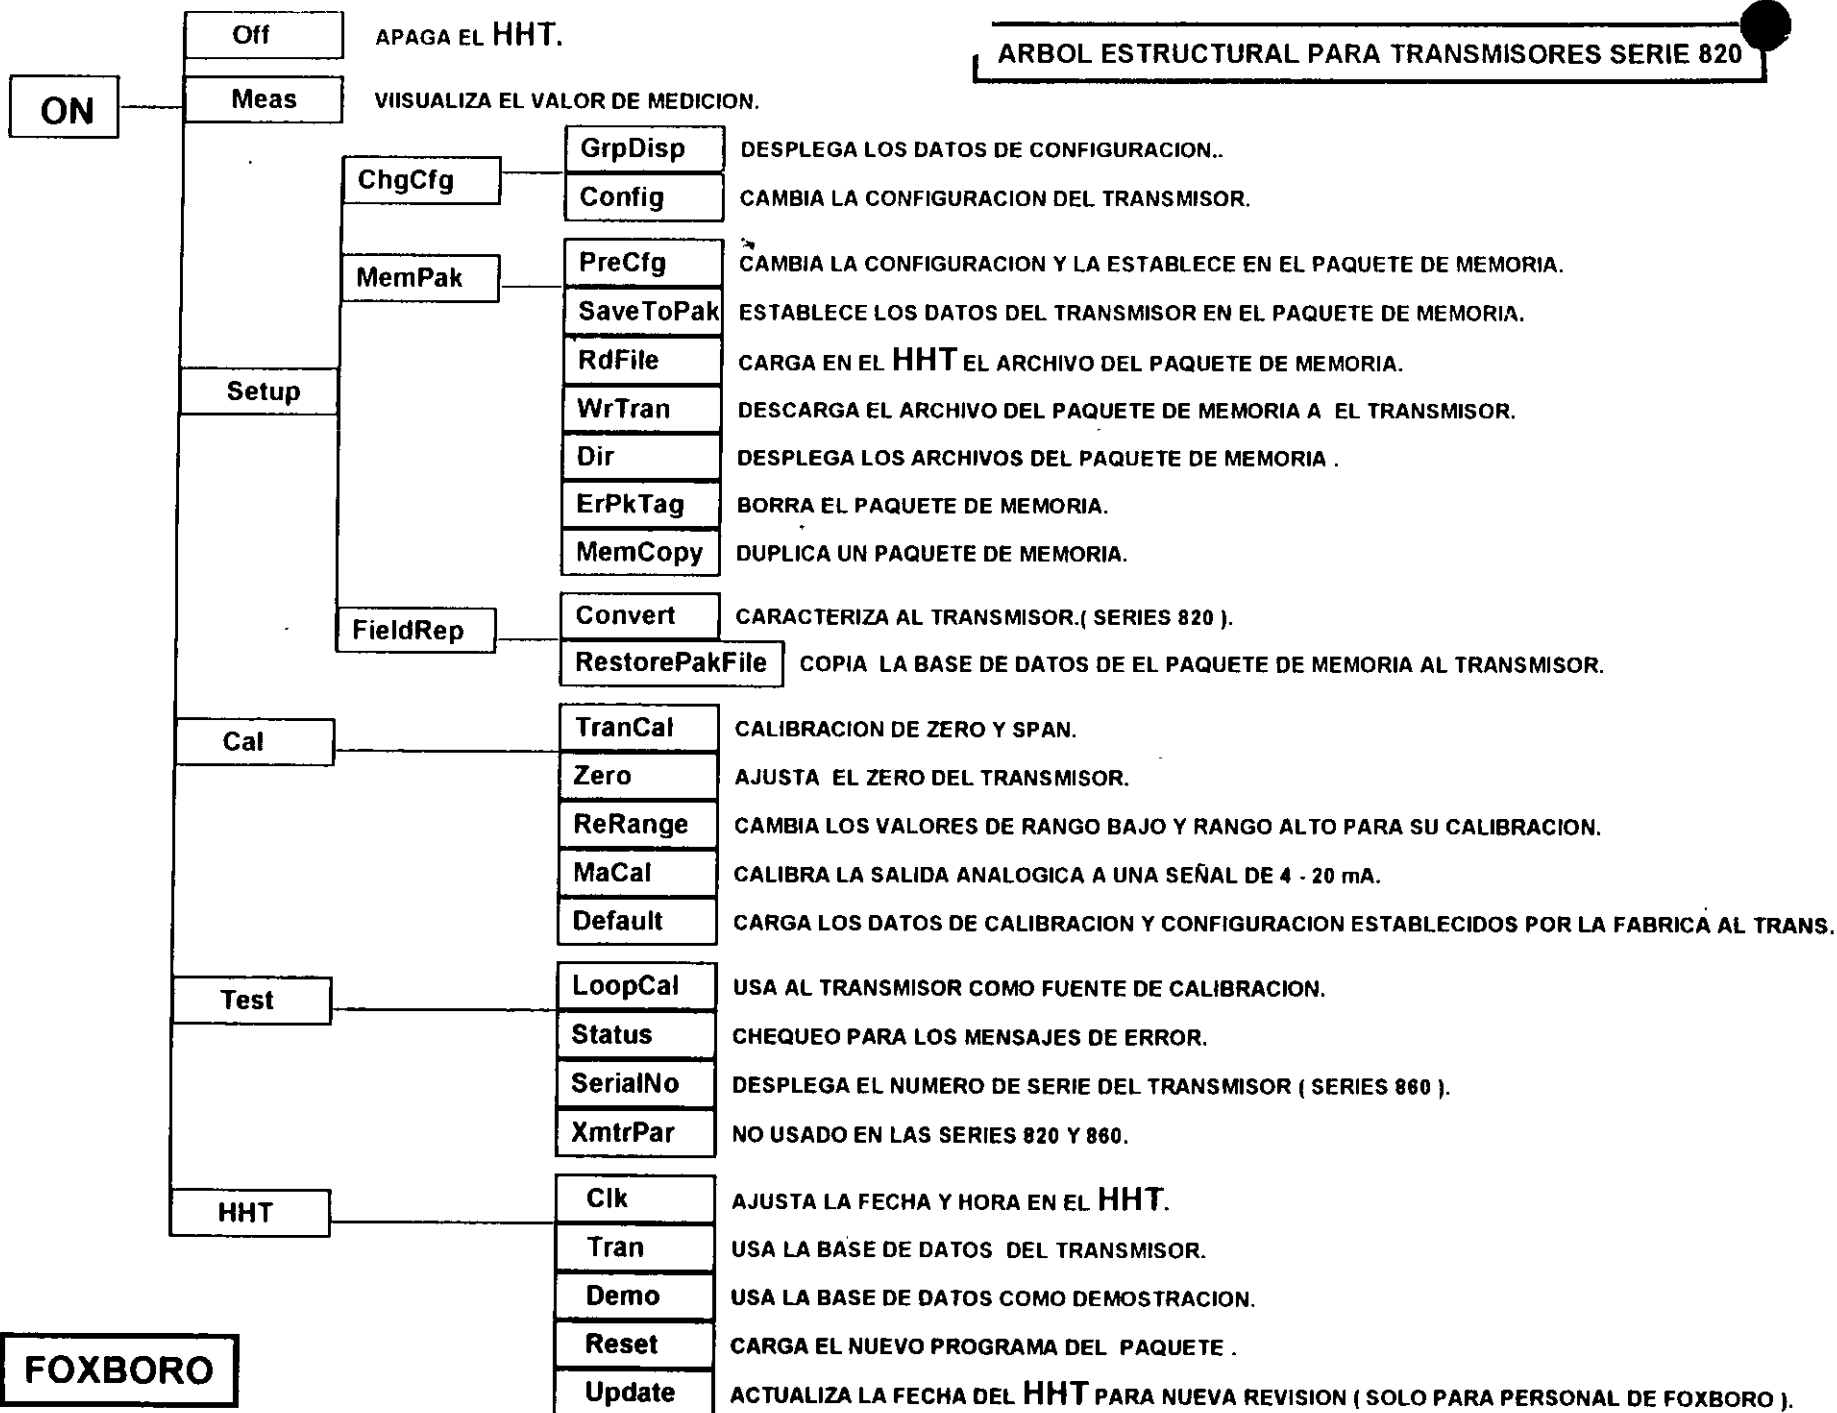 Off APAGA EL HHT.
ARBOL ESTRUCTURAL PARA TRANSMISORES SERIE 820
ON
Meas VIISUALIZA EL VALOR DE MEDICION.
Setup
ChgCfg
GrpDisp DESPLEGA LOS DATOS DE CONFIGURACION..
Config CAMBIA LA CONFIGURACION DEL TRANSMISOR.
MemPak
PreCfg CAMBIA LA CONFIGURACION Y LA ESTABLECE EN EL PAQUETE DE MEMORIA.
SaveToPak ESTABLECE LOS DATOS DEL TRANSMISOR EN EL PAQUETE DE MEMORIA.
RdFile CARGA EN EL HHT EL ARCHIVO DEL PAQUETE DE MEMORIA.
WrTran DESCARGA EL ARCHIVO DEL PAQUETE DE MEMORIA A EL TRANSMISOR.
Dir DESPLEGA LOS ARCHIVOS DEL PAQUETE DE MEMORIA .
ErPkTag BORRA EL PAQUETE DE MEMORIA.
MemCopy DUPLICA UN PAQUETE DE MEMORIA.
FieldRep
Convert CARACTERIZA AL TRANSMISOR.( SERIES 820 ).
RestorePakFile COPIA LA BASE DE DATOS DE EL PAQUETE DE MEMORIA AL TRANSMISOR.
Cal
TranCal CALIBRACION DE ZERO Y SPAN.
Zero AJUSTA EL ZERO DEL TRANSMISOR.
ReRange CAMBIA LOS VALORES DE RANGO BAJO Y RANGO ALTO PARA SU CALIBRACION.
MaCal CALIBRA LA SALIDA ANALOGICA A UNA SEÑAL DE 4 - 20 mA.
Default CARGA LOS DATOS DE CALIBRACION Y CONFIGURACION ESTABLECIDOS POR LA FABRICA AL TRANS.
Test
LoopCal USA AL TRANSMISOR COMO FUENTE DE CALIBRACION.
Status CHEQUEO PARA LOS MENSAJES DE ERROR.
SerialNo DESPLEGA EL NUMERO DE SERIE DEL TRANSMISOR ( SERIES 860 ).
XmtrPar NO USADO EN LAS SERIES 820 Y 860.
HHT
Clk AJUSTA LA FECHA Y HORA EN EL HHT.
Tran USA LA BASE DE DATOS DEL TRANSMISOR.
Demo USA LA BASE DE DATOS COMO DEMOSTRACION.
Reset CARGA EL NUEVO PROGRAMA DEL PAQUETE .
Update ACTUALIZA LA FECHA DEL HHT PARA NUEVA REVISION ( SOLO PARA PERSONAL DE FOXBORO ).
FOXBORO